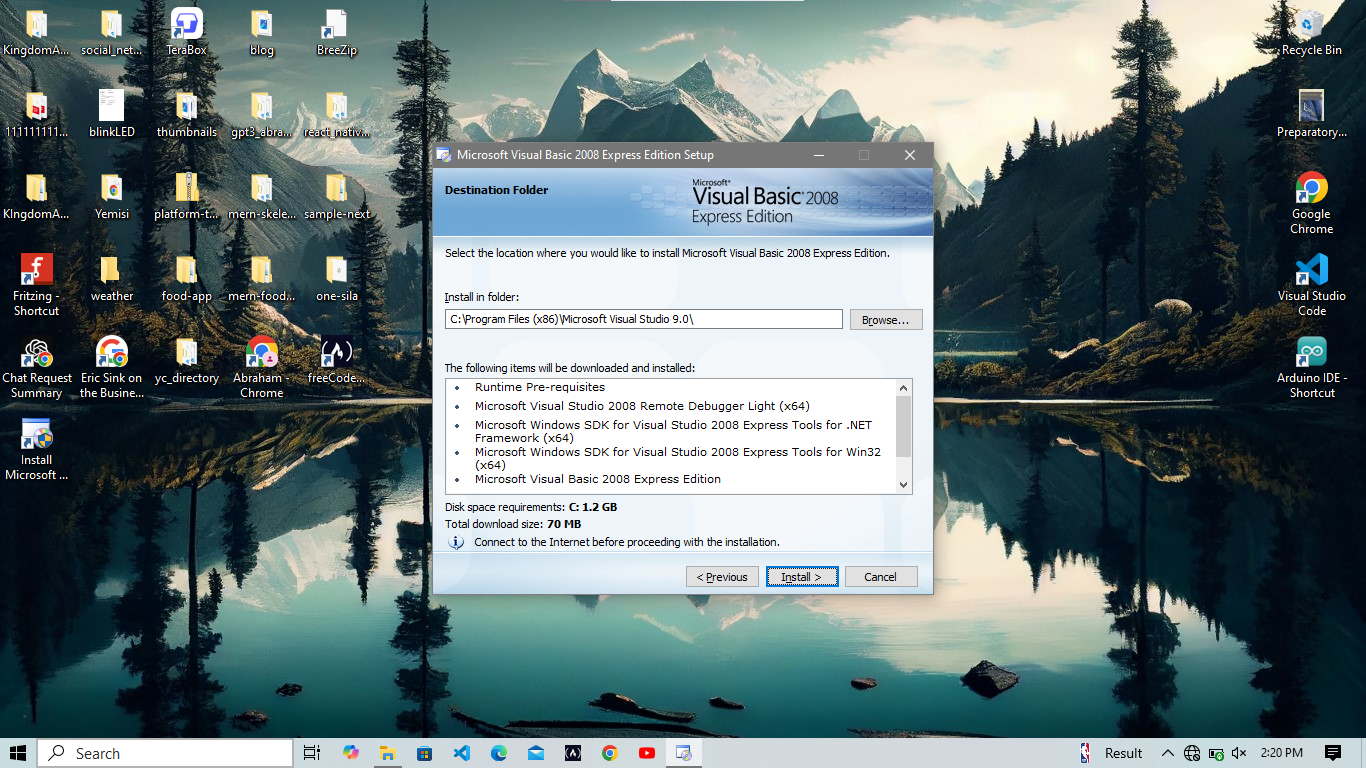 KingdomA...
social_net...
TeraBox
blog
BreeZip
Recycle Bin
111111111...
blinkLED
thumbnails
gpt3_abra...
react_nativ...
Preparatory...
KIngdomA...
Yemisi
platform-t...
mern-skele...
sample-next
Google
Chrome
Fritzing -
Shortcut
weather
food-app
mern-food...
one-sila
Visual Studio
Code
Chat Request
Summary
Eric Sink on
the Busine...
yc_directory
Abraham -
Chrome
freeCode...
Arduino IDE -
Shortcut
Install
Microsoft ...
Microsoft Visual Basic 2008 Express Edition Setup
Destination Folder
Microsoft®
Visual Basic® 2008
Express Edition
Select the location where you would like to install Microsoft Visual Basic 2008 Express Edition.
Install in folder:
C:\Program Files (x86)\Microsoft Visual Studio 9.0\
Browse...
The following items will be downloaded and installed:
• Runtime Pre-requisites
• Microsoft Visual Studio 2008 Remote Debugger Light (x64)
• Microsoft Windows SDK for Visual Studio 2008 Express Tools for .NET
Framework (x64)
• Microsoft Windows SDK for Visual Studio 2008 Express Tools for Win32
(x64)
• Microsoft Visual Basic 2008 Express Edition
Disk space requirements: C: 1.2 GB
Total download size: 70 MB
Connect to the Internet before proceeding with the installation.
< Previous
Install >
Cancel
Search
Result
2:20 PM